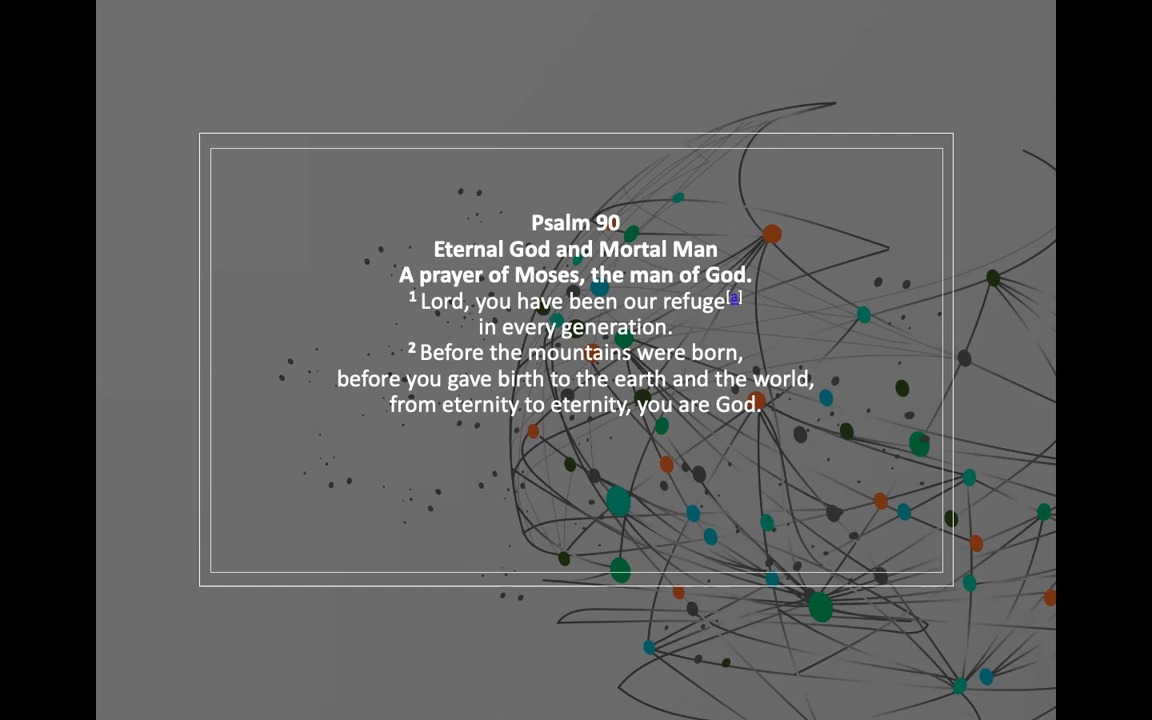 Psalm 90
Eternal God and Mortal Man
A prayer of Moses, the man of God.
1 Lord, you have been our refuge[a]
in every generation.
2 Before the mountains were born,
before you gave birth to the earth and the world,
from eternity to eternity, you are God.